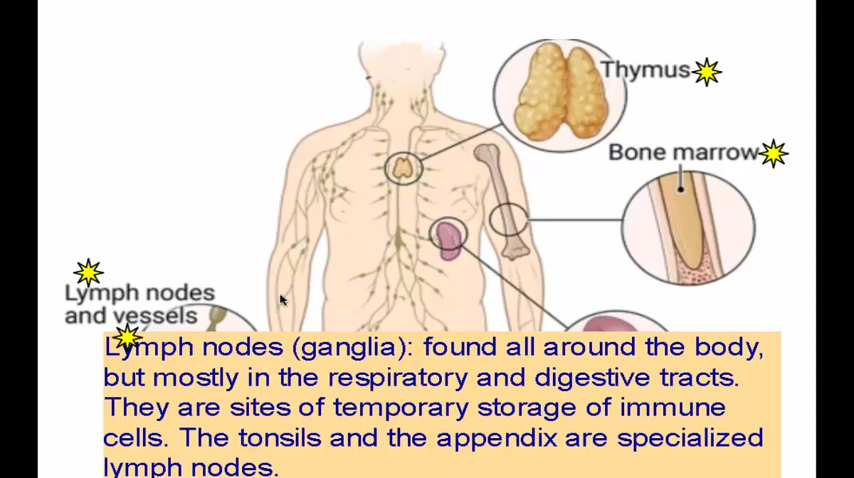 Thymus
Bone marrow
Lymph nodes
and vessels
Lymph nodes (ganglia): found all around the body,
but mostly in the respiratory and digestive tracts.
They are sites of temporary storage of immune
cells. The tonsils and the appendix are specialized
lymph nodes.